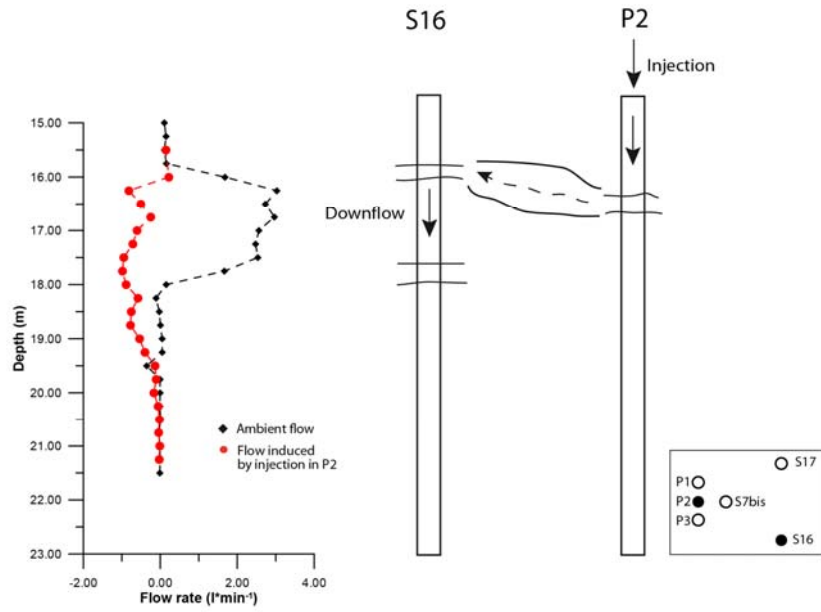 S16
P2
Injection
15.00
16.00
17.00
18.00
19.00
20.00
21.00
22.00
23.00
Depth (m)
Downflow
Ambient flow
Flow induced
by injection in P2
-2.00 0.00 2.00 4.00
Flow rate (l*min⁻¹)
S17
P1
P2
S7bis
P3
S16